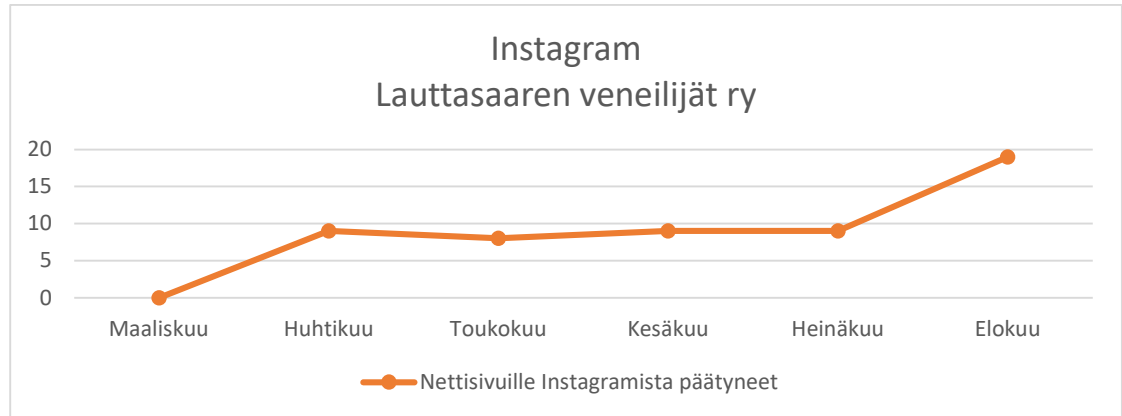 Instagram
Lauttasaaren veneilijät ry
20
15
10
5
0
Maaliskuu Huhtikuu Toukokuu Kesäkuu Heinäkuu Elokuu
Nettisivuille Instagramista päätyneet